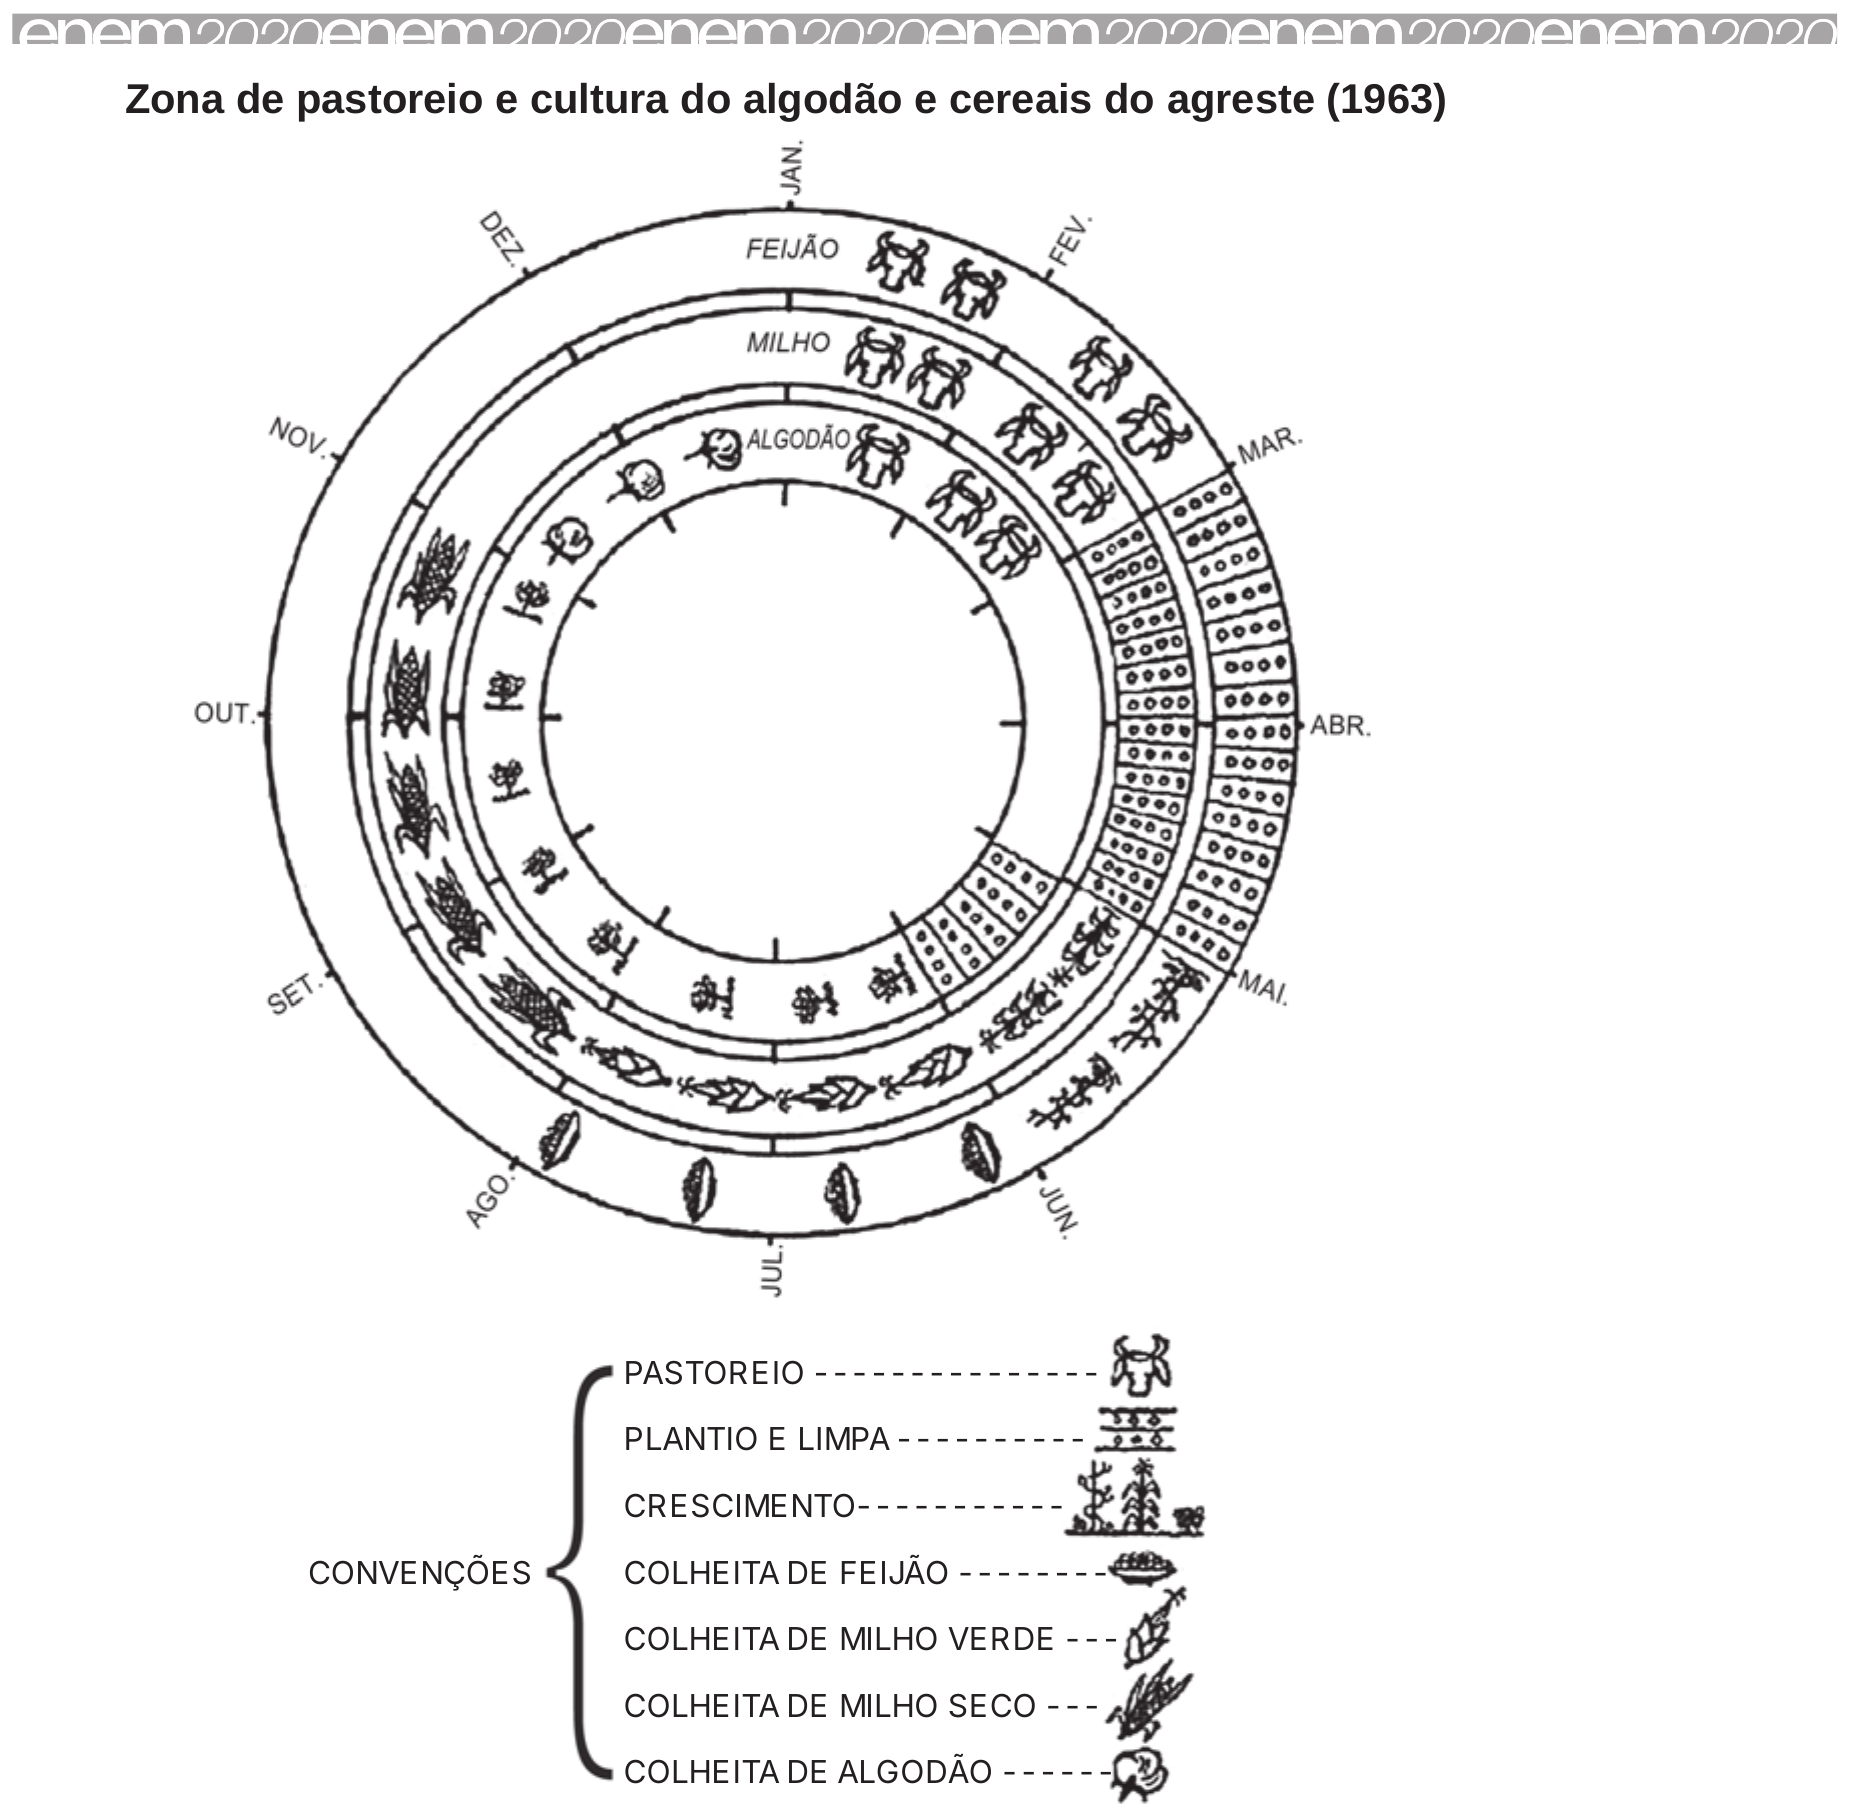 enem2020enem2020enem2020enem2020enem2020enem2020
Zona de pastoreio e cultura do algodão e cereais do agreste (1963)
JAN.
FEV.
MAR.
ABR.
MAI.
JUN.
JUL.
AGO.
SET.
OUT.
NOV.
DEZ.
FEIJÃO
MILHO
ALGODÃO
CONVENÇÕES
PASTOREIO
PLANTIO E LIMPA
CRESCIMENTO
COLHEITA DE FEIJÃO
COLHEITA DE MILHO VERDE
COLHEITA DE MILHO SECO
COLHEITA DE ALGODÃO